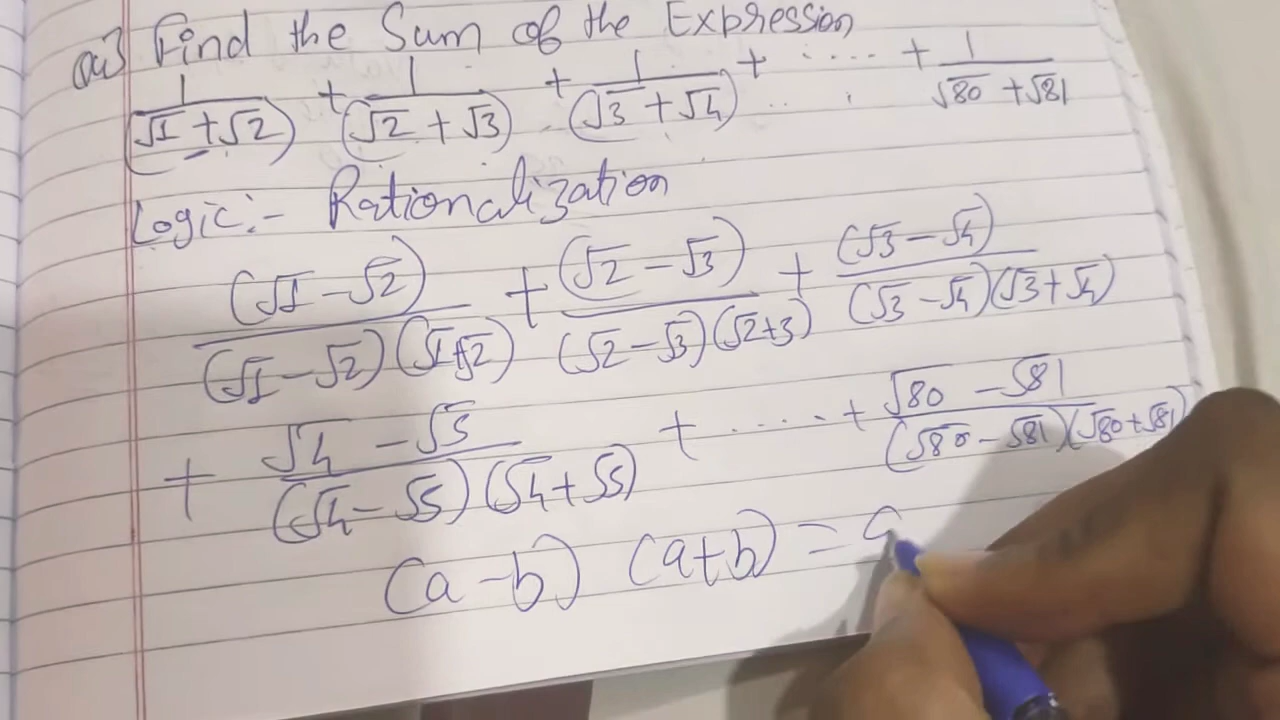 Q3 Find the Sum of the Expression
1/(√1 + √2) + 1/(√2 + √3) + 1/(√3 + √4) + ..... + 1/√80 + √81
Logic:- Rationalization
(√1 - √2)/(√1 - √2)(√1+√2) + (√2 - √3)/(√2 - √3)(√2+3) + (√3 - √4)/(√3 - √4)(√3+√4)
+ √4 - √5/(√4 - √5)(√4+√5) + ..... + √80 - √81/(√80 - √81)(√80+√81)
(a - b) (a+b) = a